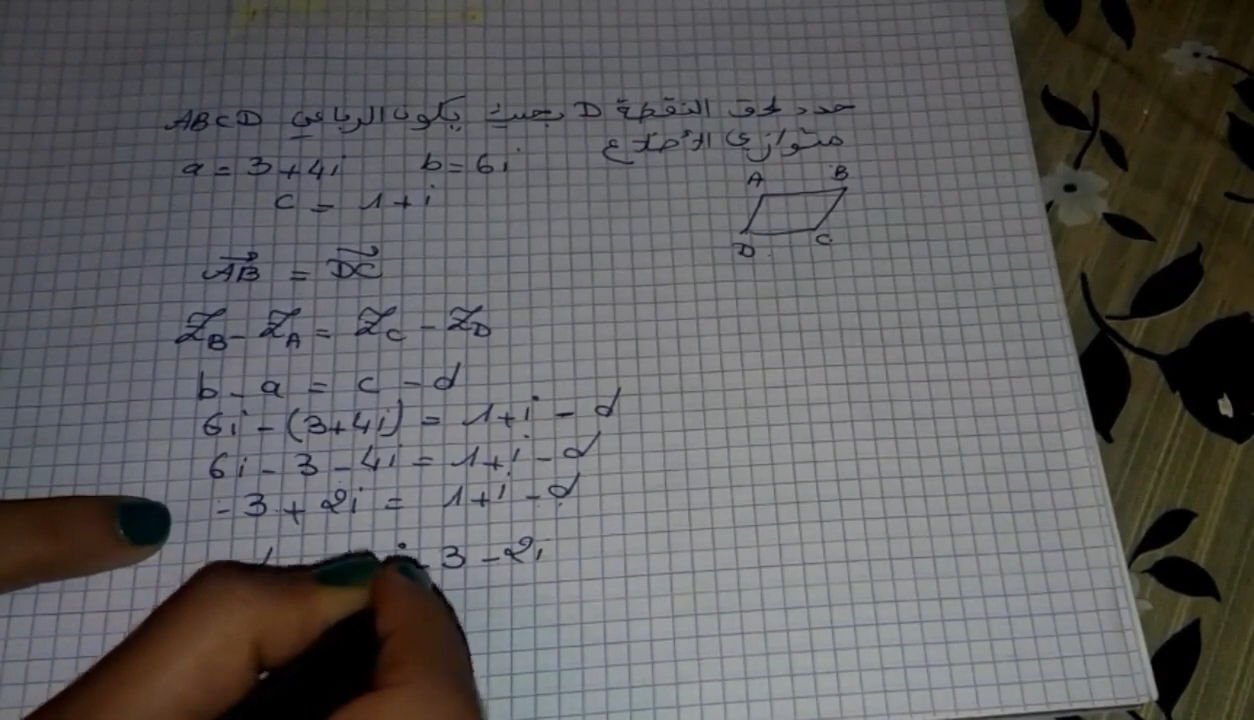 حدد لاحقة النقطة D بحيث يكون الرباعي ABCD
متوازي الأضلاع
a = 3 + 4i b = 6i
c = 1 + i
A B
D C
AB = DC
Z_B - Z_A = Z_C - Z_D
b - a = c - d
6i - (3+4i) = 1+i - d
6i - 3 - 4i = 1+i - d
-3 + 2i = 1+i - d
3 - 2i